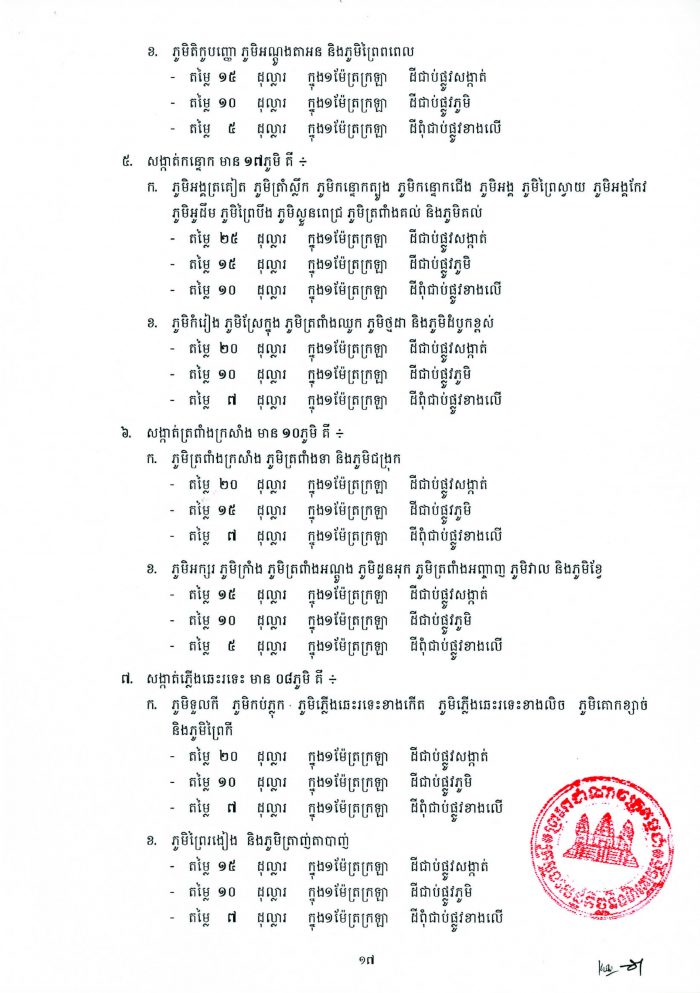 ខ. ភូមិតិកូបញ្ញោ ភូមិអណ្ដូងតាអន និងភូមិព្រៃពពេល
- តម្លៃ ១៥ ដុល្លារ ក្នុង១ម៉ែត្រក្រឡា ដីជាប់ផ្លូវសង្កាត់
- តម្លៃ ១០ ដុល្លារ ក្នុង១ម៉ែត្រក្រឡា ដីជាប់ផ្លូវភូមិ
- តម្លៃ ៥ ដុល្លារ ក្នុង១ម៉ែត្រក្រឡា ដីពុំជាប់ផ្លូវខាងលើ
៥. សង្កាត់កន្ទោក មាន ១៧ភូមិ គឺ ÷
ក. ភូមិអង្គត្រគៀត ភូមិត្រាំស្លឹក ភូមិកន្ទោកត្បូង ភូមិកន្ទោកជើង ភូមិអង្គ ភូមិព្រៃស្វាយ ភូមិអង្គកែវ
ភូមិអូដឹម ភូមិព្រៃបឹង ភូមិសួនពេជ្រ ភូមិត្រពាំងគល់ និងភូមិតល់
- តម្លៃ ២៥ ដុល្លារ ក្នុង១ម៉ែត្រក្រឡា ដីជាប់ផ្លូវសង្កាត់
- តម្លៃ ១៥ ដុល្លារ ក្នុង១ម៉ែត្រក្រឡា ដីជាប់ផ្លូវភូមិ
- តម្លៃ ១០ ដុល្លារ ក្នុង១ម៉ែត្រក្រឡា ដីពុំជាប់ផ្លូវខាងលើ
ខ. ភូមិកំរៀង ភូមិស្រែក្នុង ភូមិត្រពាំងឈូក ភូមិថ្មដា និងភូមិដំបូកខ្ពស់
- តម្លៃ ២០ ដុល្លារ ក្នុង១ម៉ែត្រក្រឡា ដីជាប់ផ្លូវសង្កាត់
- តម្លៃ ១០ ដុល្លារ ក្នុង១ម៉ែត្រក្រឡា ដីជាប់ផ្លូវភូមិ
- តម្លៃ ៧ ដុល្លារ ក្នុង១ម៉ែត្រក្រឡា ដីពុំជាប់ផ្លូវខាងលើ
៦. សង្កាត់ត្រពាំងក្រសាំង មាន ១០ភូមិ គឺ ÷
ក. ភូមិត្រពាំងក្រសាំង ភូមិត្រពាំងទា និងភូមិជង្រុក
- តម្លៃ ២០ ដុល្លារ ក្នុង១ម៉ែត្រក្រឡា ដីជាប់ផ្លូវសង្កាត់
- តម្លៃ ១៥ ដុល្លារ ក្នុង១ម៉ែត្រក្រឡា ដីជាប់ផ្លូវភូមិ
- តម្លៃ ៧ ដុល្លារ ក្នុង១ម៉ែត្រក្រឡា ដីពុំជាប់ផ្លូវខាងលើ
ខ. ភូមិអក្សរ ភូមិក្រាំង ភូមិត្រពាំងអណ្ដូង ភូមិដូនអុក ភូមិត្រពាំងអញ្ចាញ ភូមិវាល និងភូមិខ្វែ
- តម្លៃ ១៥ ដុល្លារ ក្នុង១ម៉ែត្រក្រឡា ដីជាប់ផ្លូវសង្កាត់
- តម្លៃ ១០ ដុល្លារ ក្នុង១ម៉ែត្រក្រឡា ដីជាប់ផ្លូវភូមិ
- តម្លៃ ៥ ដុល្លារ ក្នុង១ម៉ែត្រក្រឡា ដីពុំជាប់ផ្លូវខាងលើ
៧. សង្កាត់ភ្លើងឆេះរទេះ មាន ០៨ភូមិ គឺ ÷
ក. ភូមិទួលកី ភូមិកប់ភ្លុក ភូមិភ្លើងឆេះរទេះខាងកើត ភូមិភ្លើងឆេះរទេះខាងលិច ភូមិគោកខ្សាច់
និងភូមិព្រៃកី
- តម្លៃ ២០ ដុល្លារ ក្នុង១ម៉ែត្រក្រឡា ដីជាប់ផ្លូវសង្កាត់
- តម្លៃ ១០ ដុល្លារ ក្នុង១ម៉ែត្រក្រឡា ដីជាប់ផ្លូវភូមិ
- តម្លៃ ៧ ដុល្លារ ក្នុង១ម៉ែត្រក្រឡា ដីពុំជាប់ផ្លូវខាងលើ
ខ. ភូមិព្រៃរងៀង និងភូមិត្រាញ់តាបាញ់
- តម្លៃ ១៥ ដុល្លារ ក្នុង១ម៉ែត្រក្រឡា ដីជាប់ផ្លូវសង្កាត់
- តម្លៃ ១០ ដុល្លារ ក្នុង១ម៉ែត្រក្រឡា ដីជាប់ផ្លូវភូមិ
- តម្លៃ ៧ ដុល្លារ ក្នុង១ម៉ែត្រក្រឡា ដីពុំជាប់ផ្លូវខាងលើ
១៧